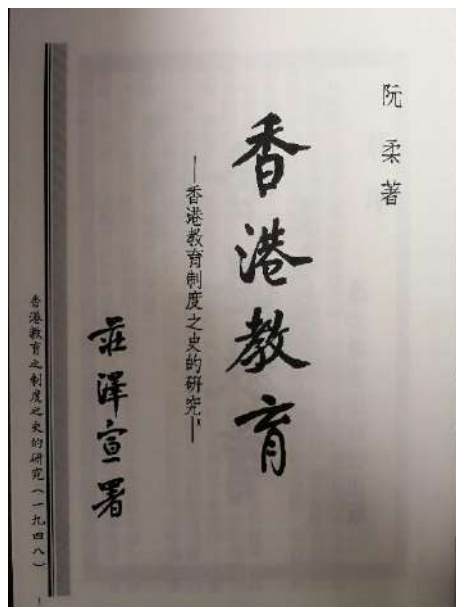 阮柔著
香港教育
—香港教育制度之史的研究—
莊澤宣署
香港教育之制度之史的研究(一九四八)
1